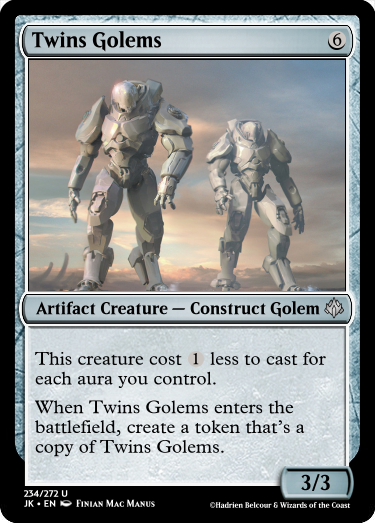 Twins Golems 6
Artifact Creature — Construct Golem
This creature cost 1 less to cast for
each aura you control.
When Twins Golems enters the
battlefield, create a token that's a
copy of Twins Golems.
3/3
234/272 U
JK • EN Finian Mac Manus
©Hadrien Belcour & Wizards of the Coast